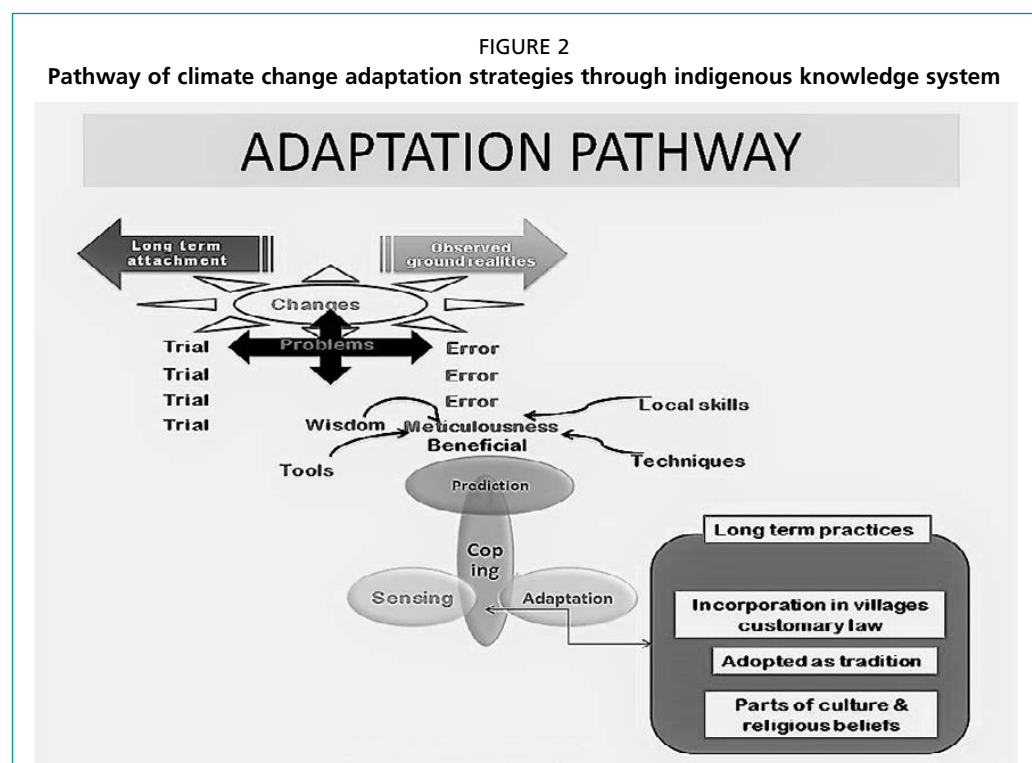 FIGURE 2
Pathway of climate change adaptation strategies through indigenous knowledge system
ADAPTATION PATHWAY
Long term
attachment
Observed
ground realities
Changes
Problems
Trial
Error
Trial
Error
Trial
Error
Trial
Wisdom
Meticulousness
Beneficial
Local skills
Tools
Techniques
Prediction
Cop
ing
Sensing
Adaptation
Long term practices
Incorporation in villages
customary law
Adopted as tradition
Parts of culture &
religious beliefs